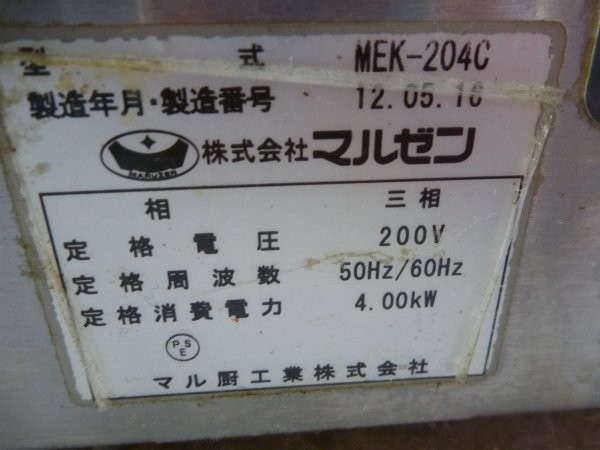 型式 MEK-204C
製造年月・製造番号 12.05.16
MARUZEN 株式会社マルゼン
相 三相
定格電圧 200V
定格周波数 50Hz/60Hz
定格消費電力 4.00kW
PSE
マル厨工業株式会社